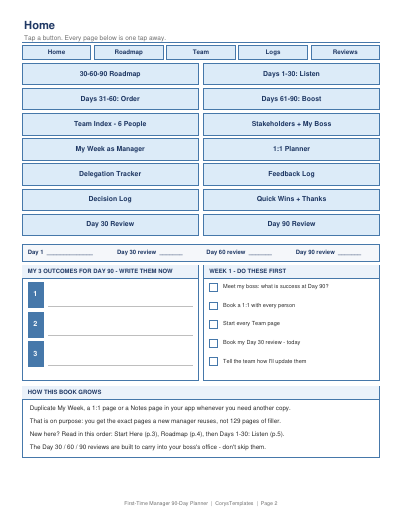 Home
Tap a button. Every page below is one tap away.
Home Roadmap Team Logs Reviews
30-60-90 Roadmap Days 1-30: Listen
Days 31-60: Order Days 61-90: Boost
Team Index - 6 People Stakeholders + My Boss
My Week as Manager 1:1 Planner
Delegation Tracker Feedback Log
Decision Log Quick Wins + Thanks
Day 30 Review Day 90 Review
Day 1 ____________ Day 30 review ______ Day 60 review ______ Day 90 review ______
MY 3 OUTCOMES FOR DAY 90 - WRITE THEM NOW
1
2
3
WEEK 1 - DO THESE FIRST
Meet my boss: what is success at Day 90?
Book a 1:1 with every person
Start every Team page
Book my Day 30 review - today
Tell the team how I'll update them
HOW THIS BOOK GROWS
Duplicate My Week, a 1:1 page or a Notes page in your app whenever you need another copy.
That is on purpose: you get the exact pages a new manager reuses, not 129 pages of filler.
New here? Read in this order: Start Here (p.3), Roadmap (p.4), then Days 1-30: Listen (p.5).
The Day 30 / 60 / 90 reviews are built to carry into your boss's office - don't skip them.
First-Time Manager 90-Day Planner | CorysTemplates | Page 2